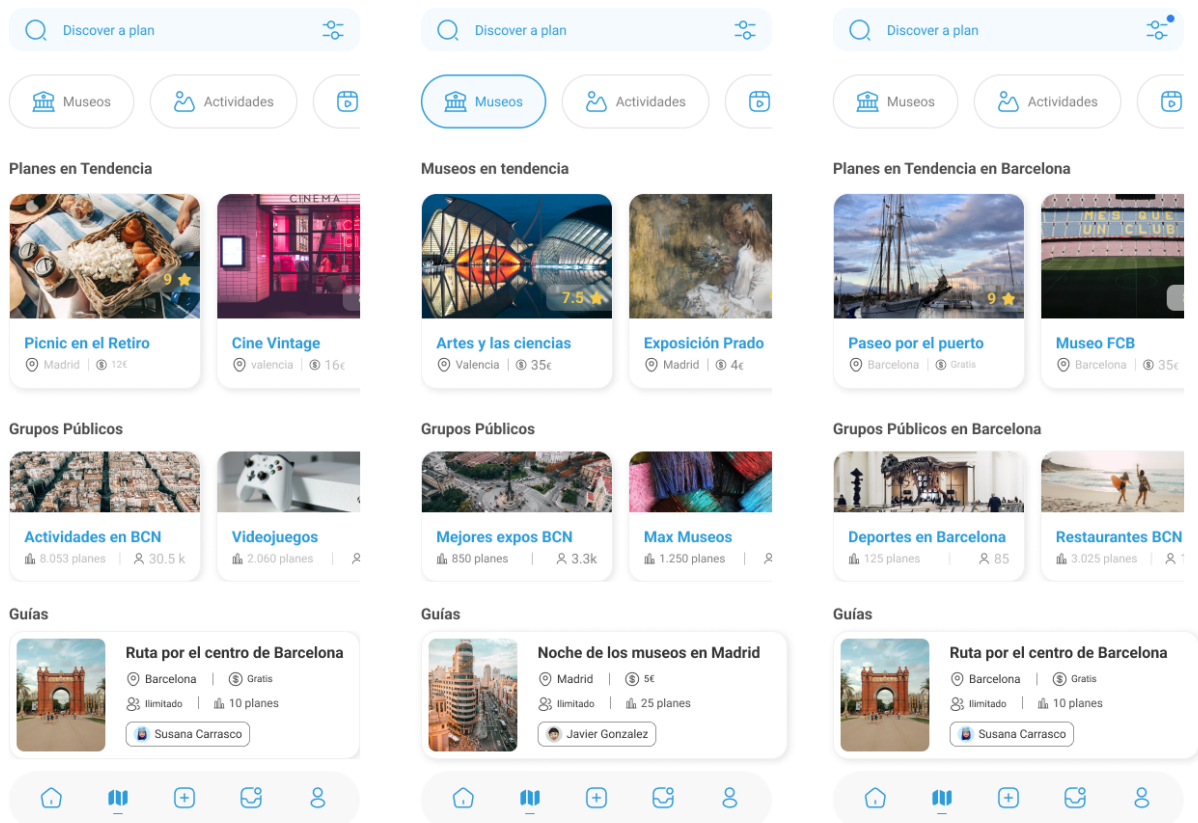 Discover a plan
Museos
Actividades
Planes en Tendencia
CINEMA
9
Picnic en el Retiro
Cine Vintage
Madrid
12€
valencia
16€
Grupos Públicos
Actividades en BCN
Videojuegos
8.053 planes
30.5 k
2.060 planes
Guías
Ruta por el centro de Barcelona
Barcelona
Gratis
Ilimitado
10 planes
Susana Carrasco
Discover a plan
Museos
Actividades
Museos en tendencia
7.5
Artes y las ciencias
Exposición Prado
Valencia
35€
Madrid
4€
Grupos Públicos
Mejores expos BCN
Max Museos
850 planes
3.3k
1.250 planes
Guías
Noche de los museos en Madrid
Madrid
5€
Ilimitado
25 planes
Javier Gonzalez
Discover a plan
Museos
Actividades
Planes en Tendencia en Barcelona
MES QUE
UN CLUB
9
Paseo por el puerto
Museo FCB
Barcelona
Gratis
Barcelona
35€
Grupos Públicos en Barcelona
Deportes en Barcelona
Restaurantes BCN
125 planes
85
3.025 planes
Guías
Ruta por el centro de Barcelona
Barcelona
Gratis
Ilimitado
10 planes
Susana Carrasco